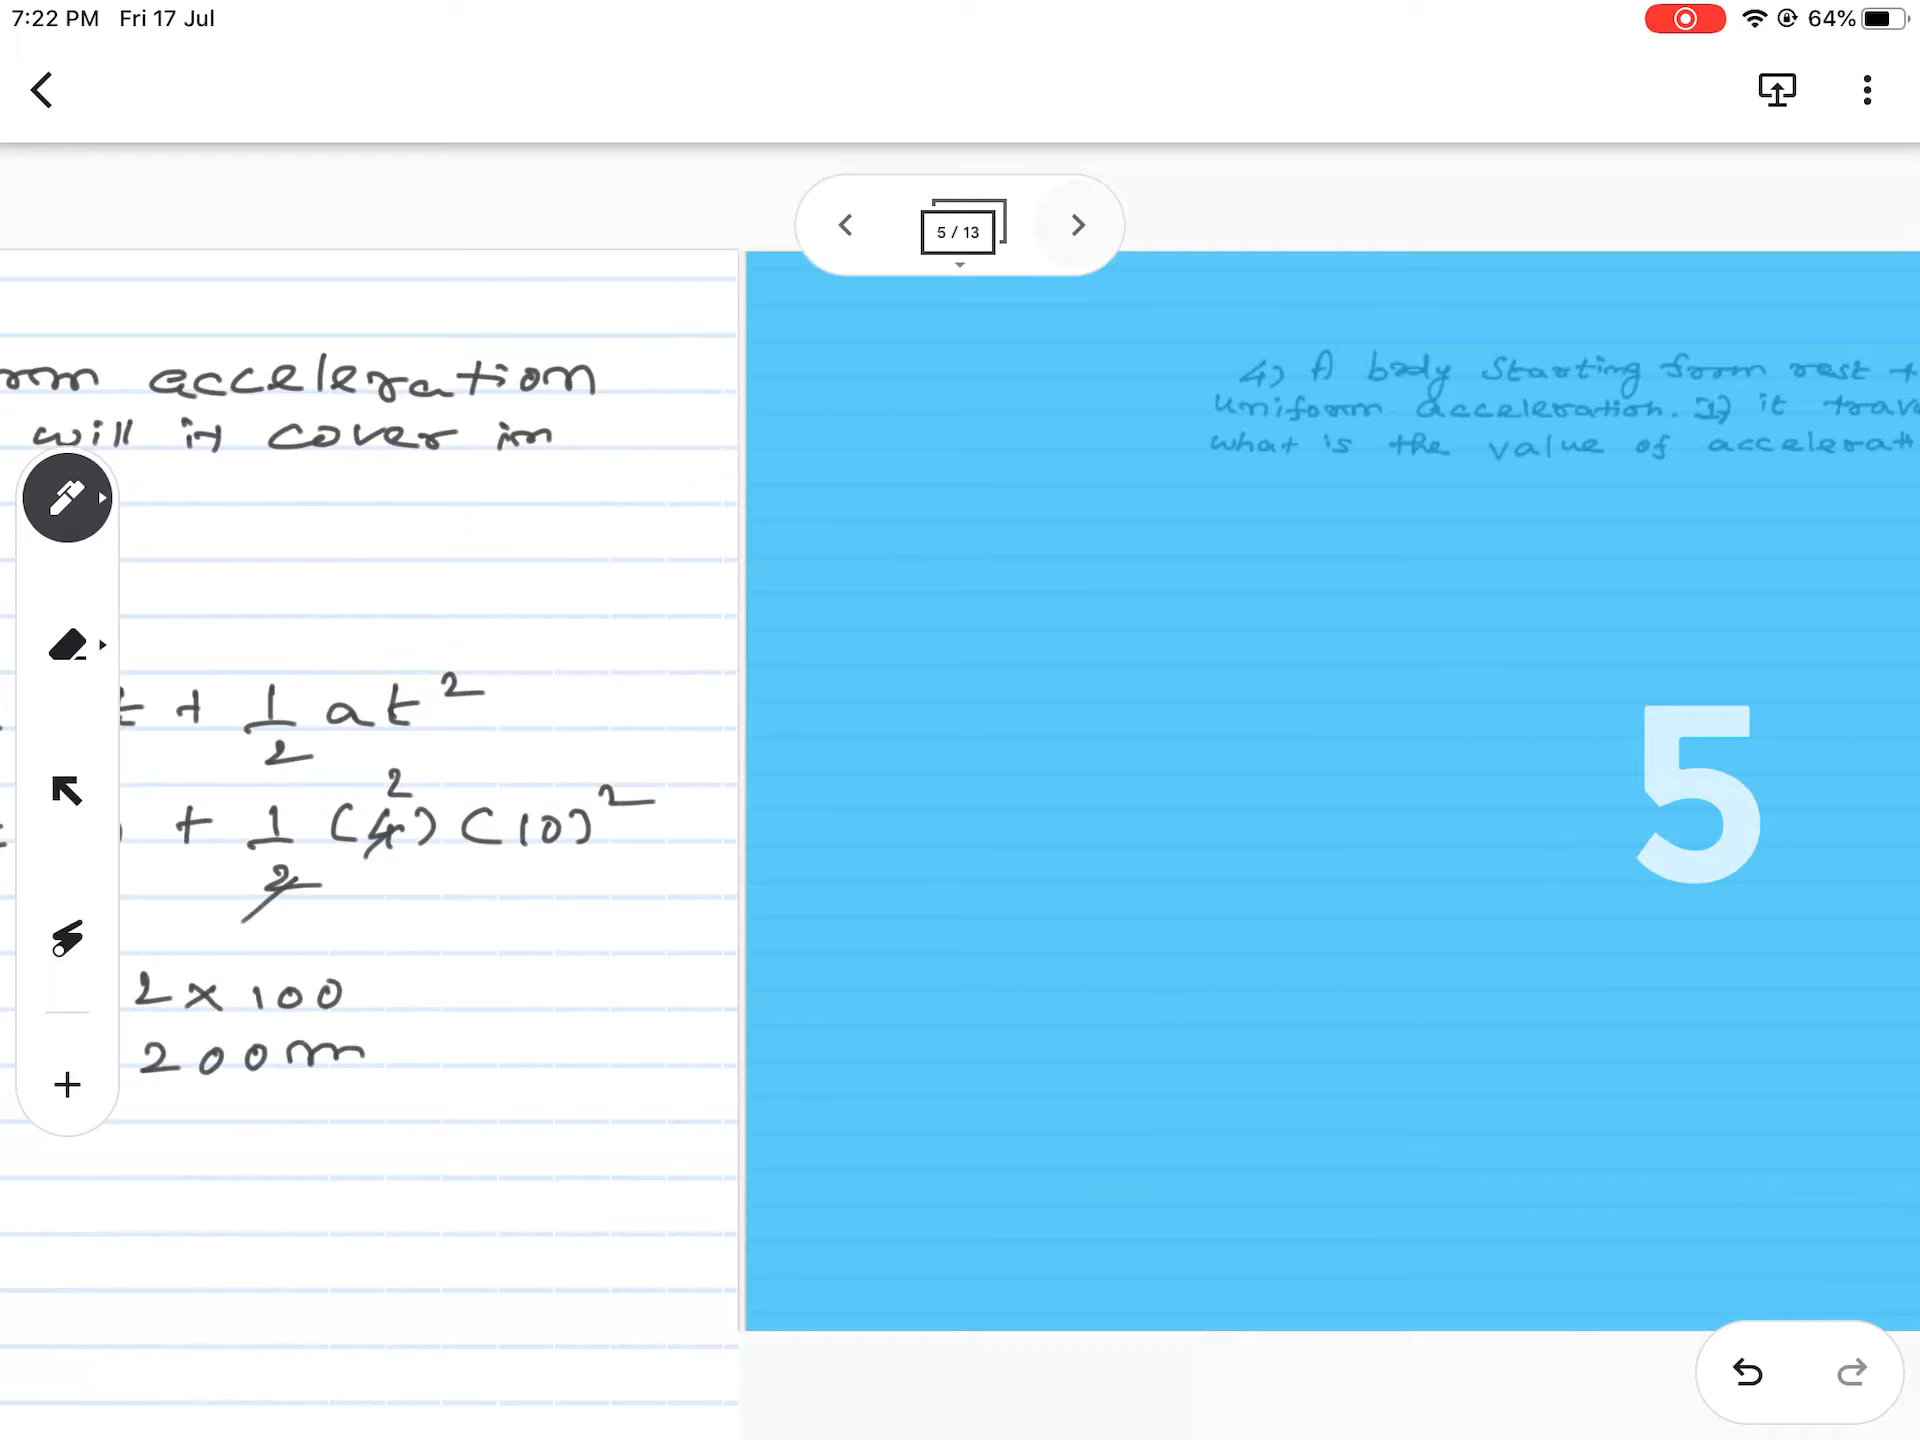 7:22 PM Fri 17 Jul
64%
5 / 13
acceleration
will it cover in
+ 1/2 at²
2
+ 1/2 (4) (10)²
2 x 100
200m
4) A body starting from rest
uniform acceleration. If it
what is the value of
5